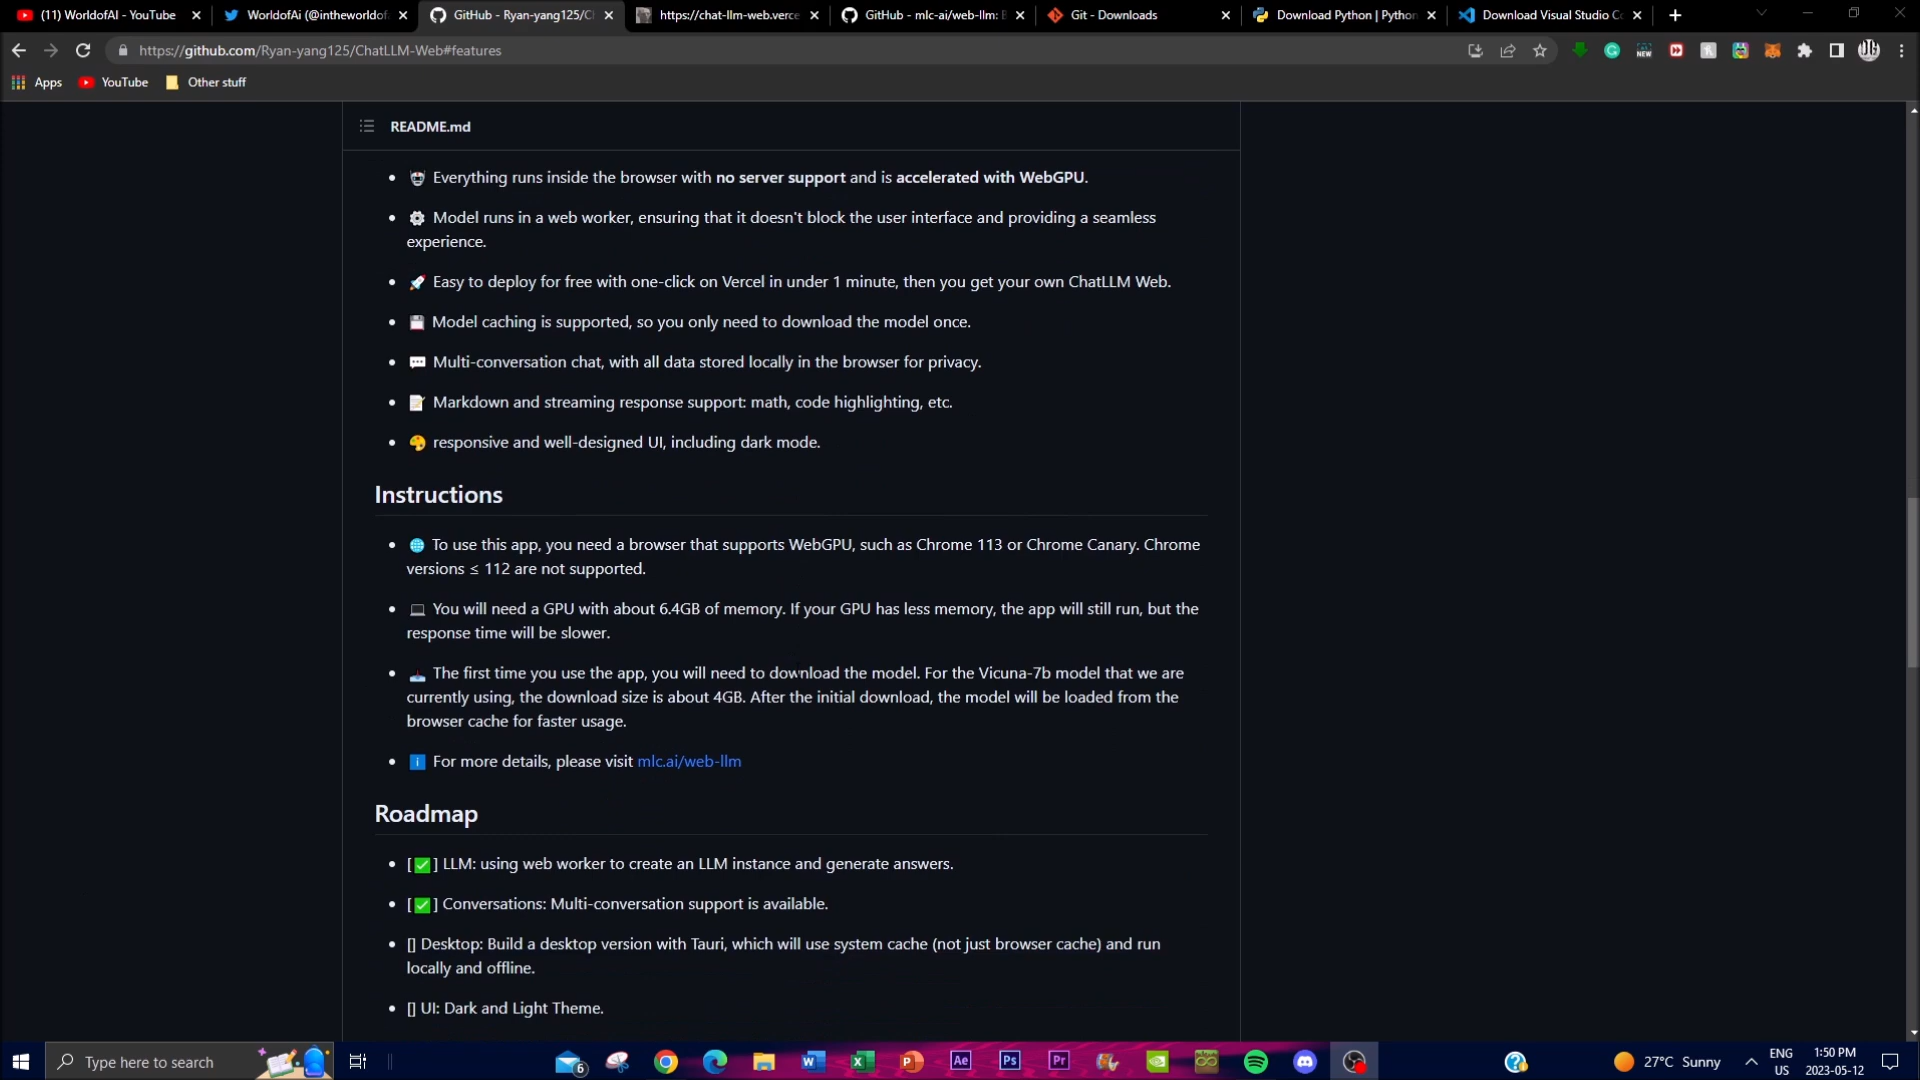 (11) WorldofAI - YouTube
WorldofAi (@intheworldof
GitHub - Ryan-yang125/Ch
https://chat-llm-web.verce
GitHub - mlc-ai/web-llm: B
Git - Downloads
Download Python | Python
Download Visual Studio Co
https://github.com/Ryan-yang125/ChatLLM-Web#features
NEW
Apps
YouTube
Other stuff
README.md
Everything runs inside the browser with no server support and is accelerated with WebGPU.
Model runs in a web worker, ensuring that it doesn't block the user interface and providing a seamless
experience.
Easy to deploy for free with one-click on Vercel in under 1 minute, then you get your own ChatLLM Web.
Model caching is supported, so you only need to download the model once.
Multi-conversation chat, with all data stored locally in the browser for privacy.
Markdown and streaming response support: math, code highlighting, etc.
responsive and well-designed UI, including dark mode.
Instructions
To use this app, you need a browser that supports WebGPU, such as Chrome 113 or Chrome Canary. Chrome
versions ≤ 112 are not supported.
You will need a GPU with about 6.4GB of memory. If your GPU has less memory, the app will still run, but the
response time will be slower.
The first time you use the app, you will need to download the model. For the Vicuna-7b model that we are
currently using, the download size is about 4GB. After the initial download, the model will be loaded from the
browser cache for faster usage.
For more details, please visit mlc.ai/web-llm
Roadmap
[✅] LLM: using web worker to create an LLM instance and generate answers.
[✅] Conversations: Multi-conversation support is available.
[] Desktop: Build a desktop version with Tauri, which will use system cache (not just browser cache) and run
locally and offline.
[] UI: Dark and Light Theme.
Type here to search
6
Ae
Ps
Pr
27°C Sunny
ENG
US
1:50 PM
2023-05-12